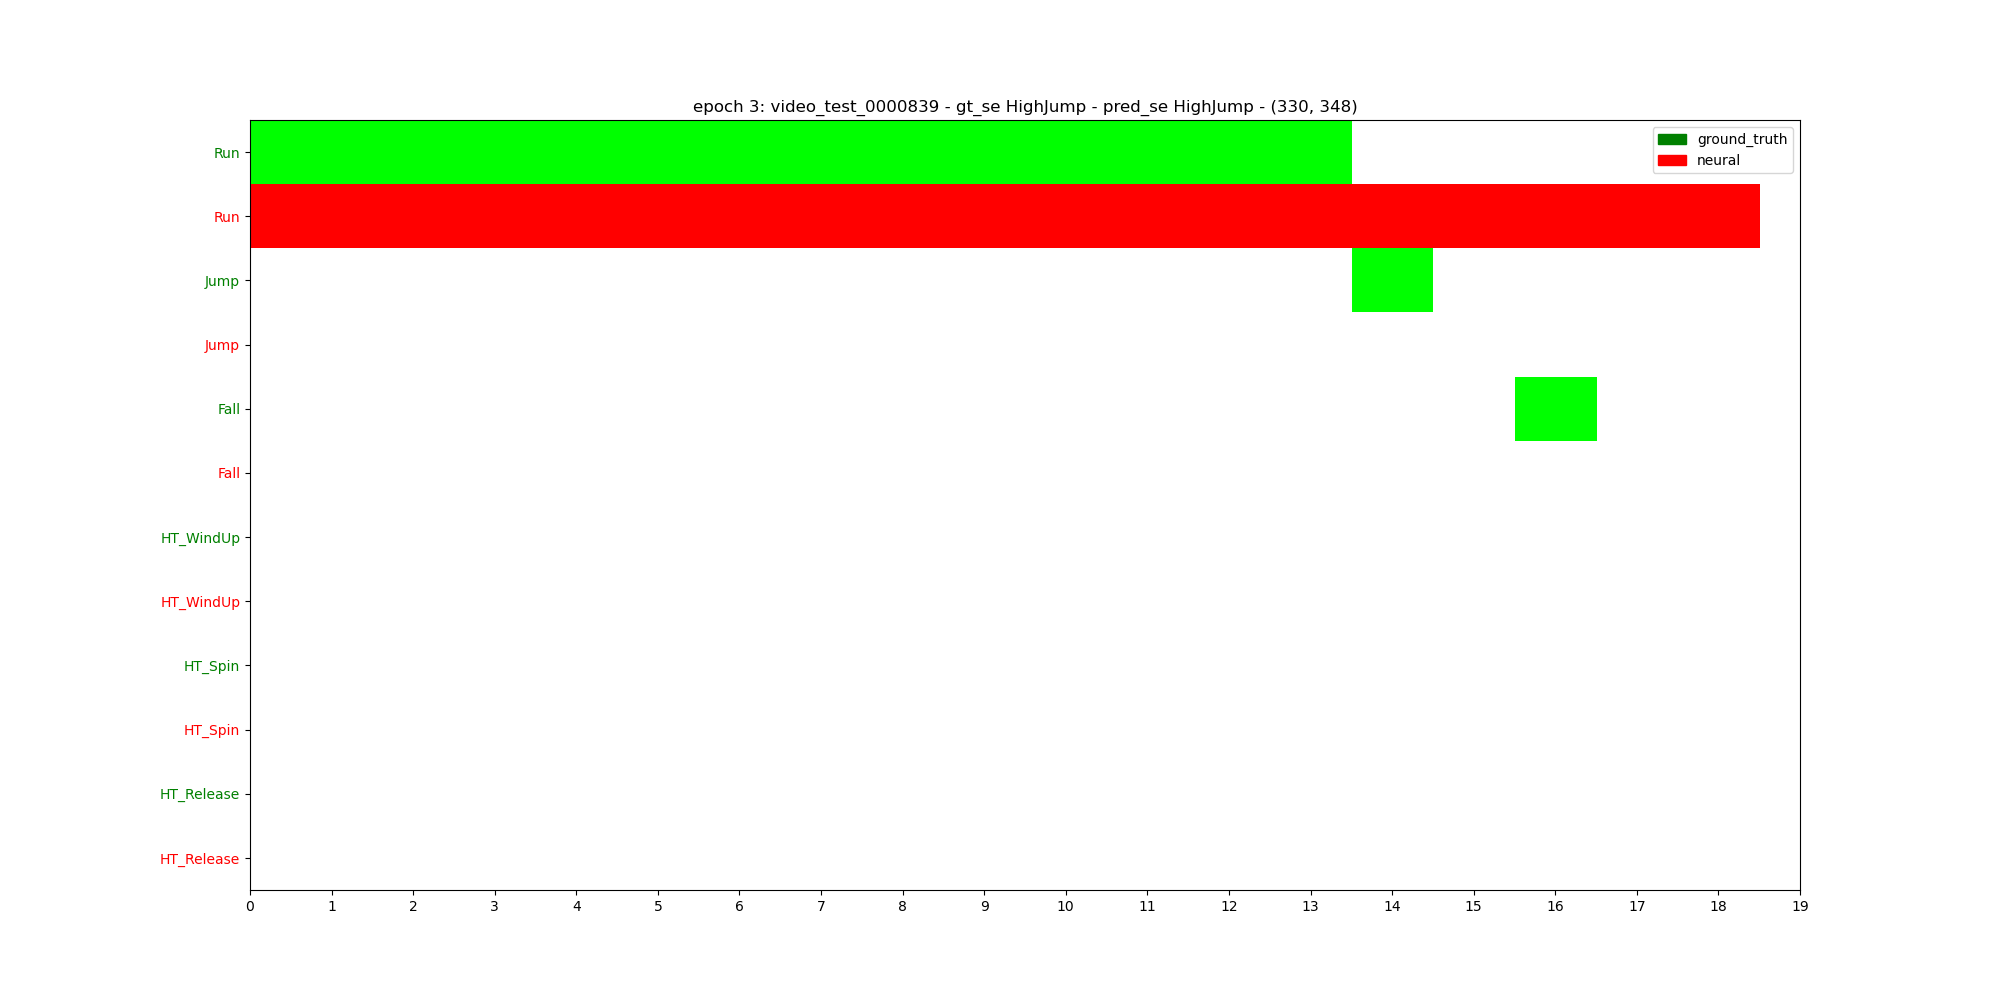 epoch 3: video_test_0000839 - gt_se HighJump - pred_se HighJump - (330, 348)
ground_truth
neural
Run
Run
Jump
Jump
Fall
Fall
HT_WindUp
HT_WindUp
HT_Spin
HT_Spin
HT_Release
HT_Release
0 1 2 3 4 5 6 7 8 9 10 11 12 13 14 15 16 17 18 19